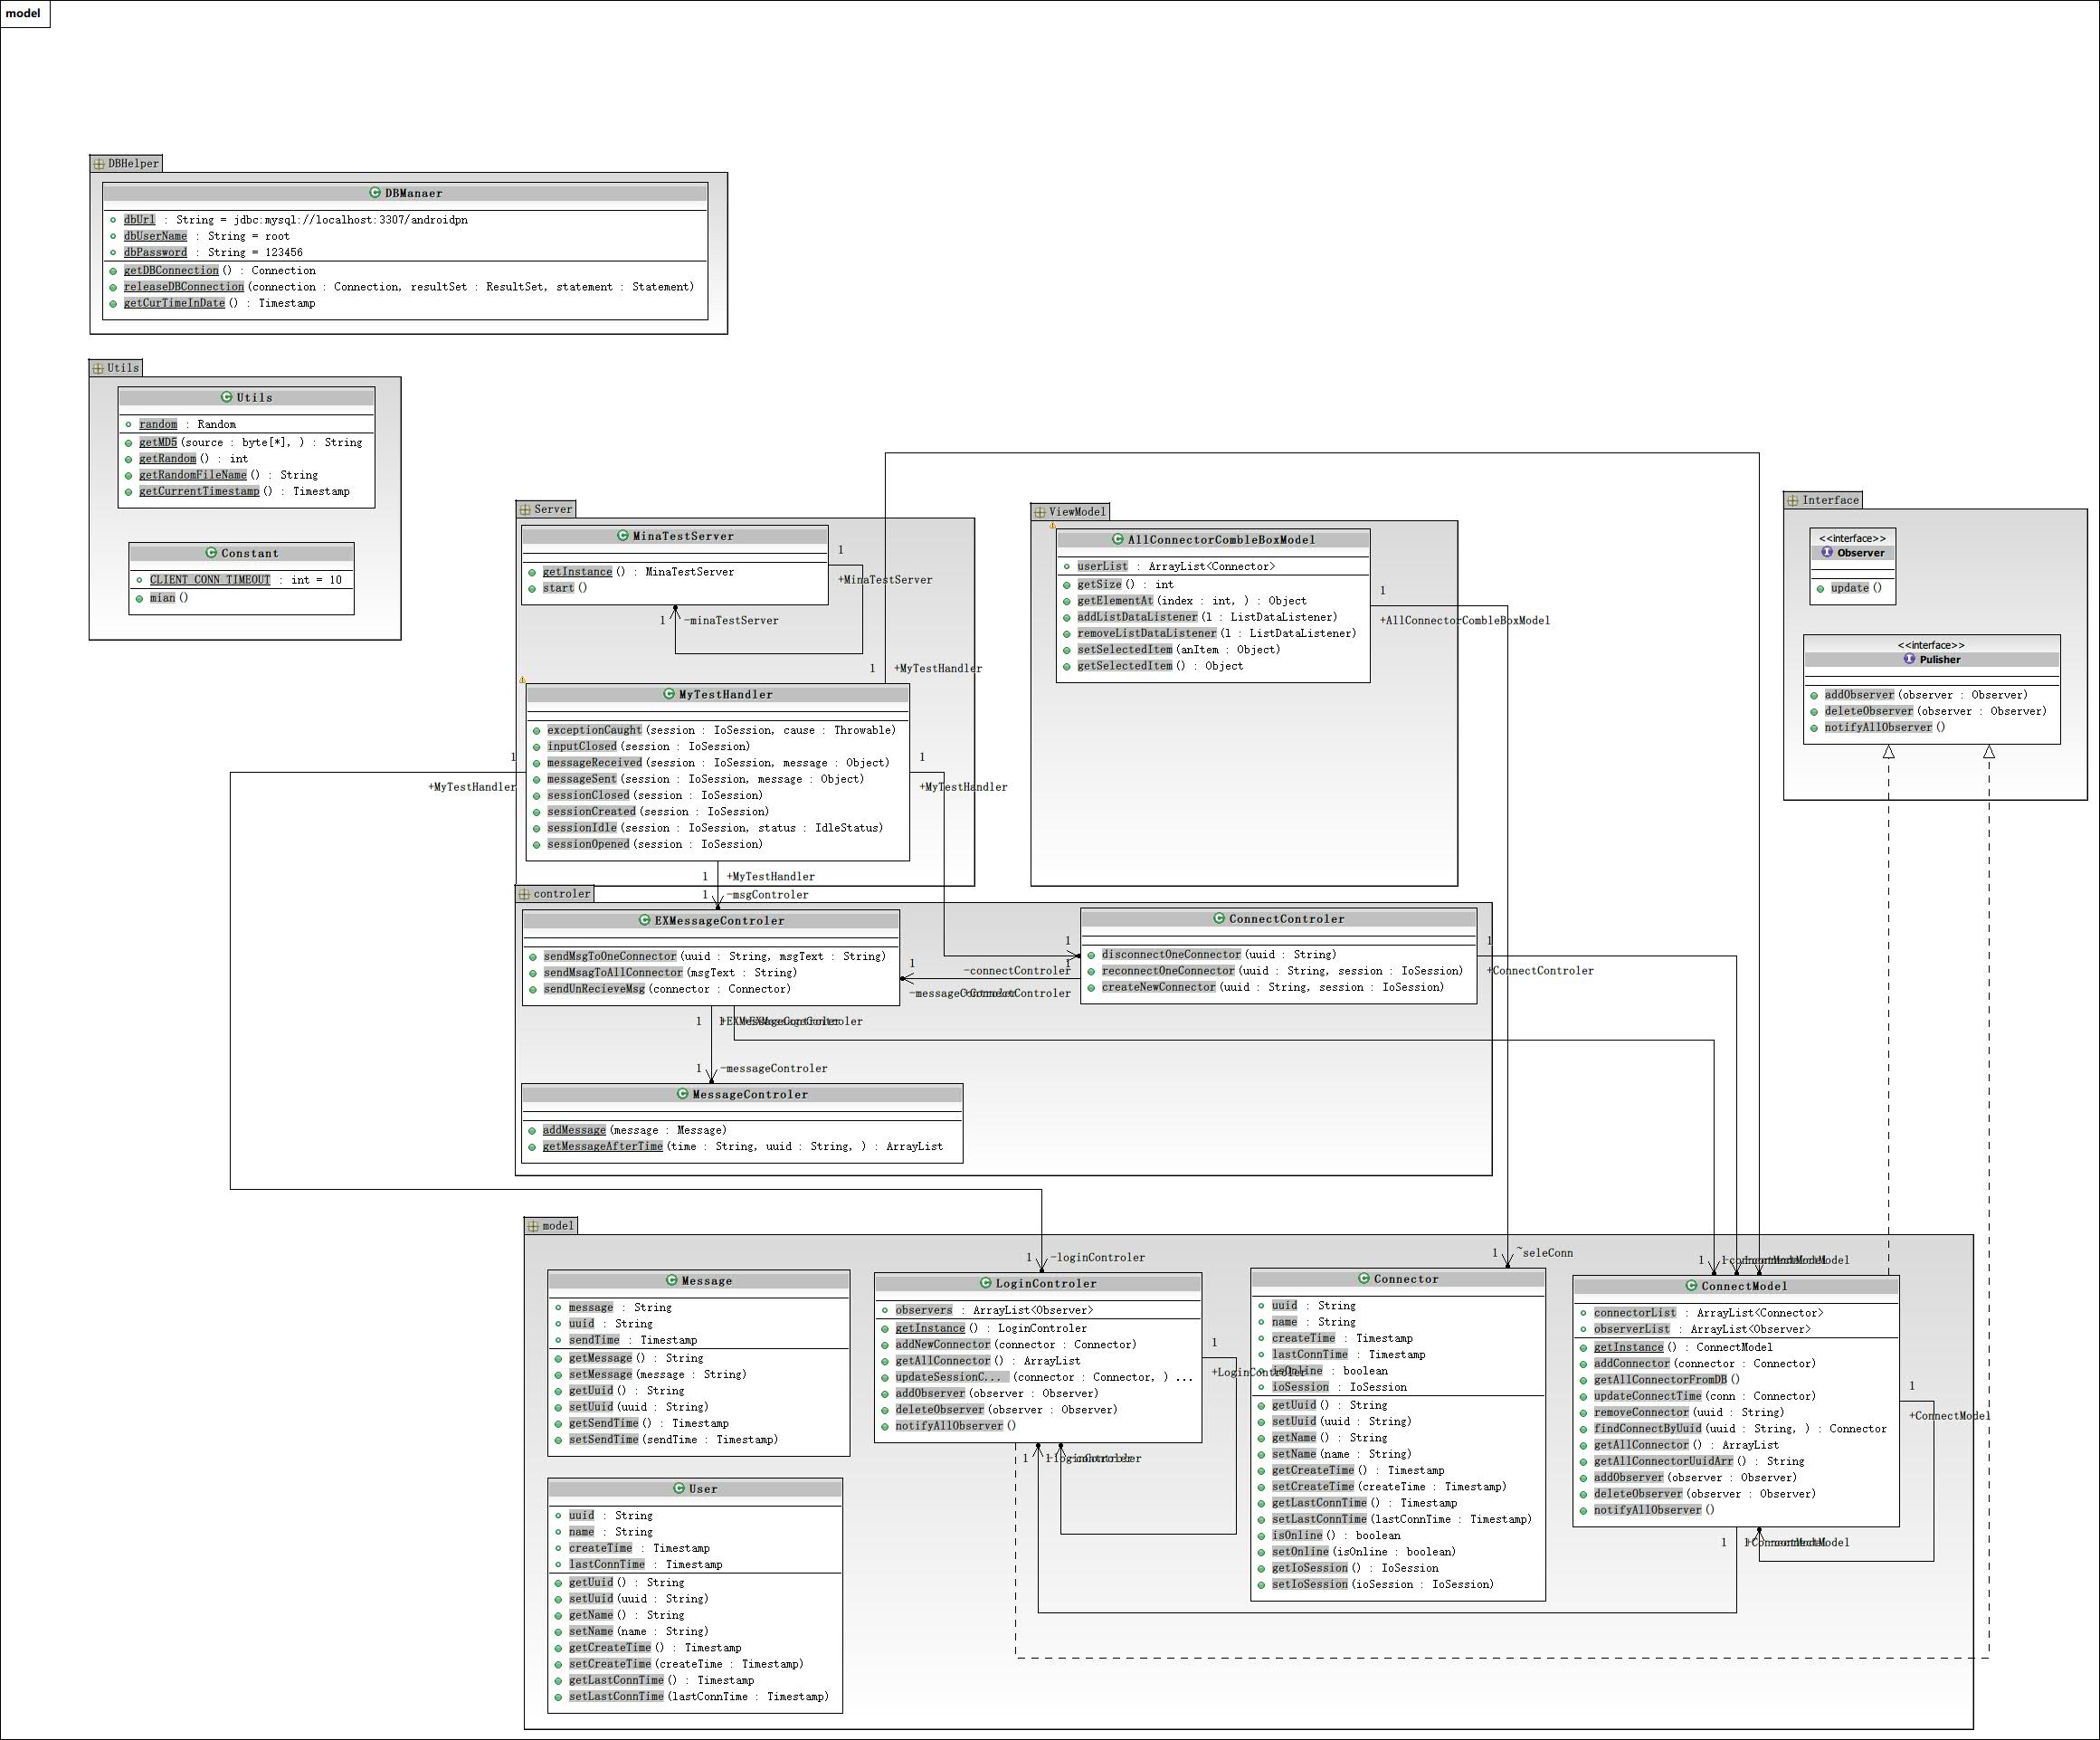 model
DBHelper
DBManaer
dbUrl : String = jdbc:mysql://localhost:3307/androidpn
dbUserName : String = root
dbPassword : String = 123456
getDBConnection () : Connection
releaseDBConnection (connection : Connection, resultSet : ResultSet, statement : Statement)
getCurTimeInDate () : Timestamp
Utils
Utils
random : Random
getMD5 (source : byte[*], ) : String
getRandom () : int
getRandomFileName () : String
getCurrentTimestamp () : Timestamp
Constant
CLIENT_CONN_TIMEOUT : int = 10
mian ()
Server
MinaTestServer
getInstance () : MinaTestServer
start ()
1
+MinaTestServer
1
-minaTestServer
1
+MyTestHandler
MyTestHandler
exceptionCaught (session : IoSession, cause : Throwable)
inputClosed (session : IoSession)
messageReceived (session : IoSession, message : Object)
messageSent (session : IoSession, message : Object)
sessionClosed (session : IoSession)
sessionCreated (session : IoSession)
sessionIdle (session : IoSession, status : IdleStatus)
sessionOpened (session : IoSession)
1
+MyTestHandler
1
+MyTestHandler
1
+MyTestHandler
1
-msgControler
ViewModel
AllConnectorCombleBoxModel
userList : ArrayList<Connector>
getSize () : int
getElementAt (index : int, ) : Object
addListDataListener (l : ListDataListener)
removeListDataListener (l : ListDataListener)
setSelectedItem (anItem : Object)
getSelectedItem () : Object
1
+AllConnectorCombleBoxModel
Interface
<<interface>>
Observer
update ()
<<interface>>
Pulisher
addObserver (observer : Observer)
deleteObserver (observer : Observer)
notifyAllObserver ()
controler
EXMessageControler
sendMsgToOneConnector (uuid : String, msgText : String)
sendMsagToAllConnector (msgText : String)
sendUnRecieveMsg (connector : Connector)
1
1
-connectControler
1
ConnectControler
disconnectOneConnector (uuid : String)
reconnectOneConnector (uuid : String, session : IoSession)
createNewConnector (uuid : String, session : IoSession)
1
+ConnectControler
1
1
-messageControler
MessageControler
addMessage (message : Message)
getMessageAfterTime (time : String, uuid : String, ) : ArrayList
model
Message
message : String
uuid : String
sendTime : Timestamp
getMessage () : String
setMessage (message : String)
getUuid () : String
setUuid (uuid : String)
getSendTime () : Timestamp
setSendTime (sendTime : Timestamp)
User
uuid : String
name : String
createTime : Timestamp
lastConnTime : Timestamp
getUuid () : String
setUuid (uuid : String)
getName () : String
setName (name : String)
getCreateTime () : Timestamp
setCreateTime (createTime : Timestamp)
getLastConnTime () : Timestamp
setLastConnTime (lastConnTime : Timestamp)
1
-loginControler
LoginControler
observers : ArrayList<Observer>
getInstance () : LoginControler
addNewConnector (connector : Connector)
getAllConnector () : ArrayList
updateSessionC... (connector : Connector, ) ...
addObserver (observer : Observer)
deleteObserver (observer : Observer)
notifyAllObserver ()
1
+LoginControler
1
1
~seleConn
Connector
uuid : String
name : String
createTime : Timestamp
lastConnTime : Timestamp
isOnline : boolean
ioSession : IoSession
getUuid () : String
setUuid (uuid : String)
getName () : String
setName (name : String)
getCreateTime () : Timestamp
setCreateTime (createTime : Timestamp)
getLastConnTime () : Timestamp
setLastConnTime (lastConnTime : Timestamp)
isOnline () : boolean
setOnline (isOnline : boolean)
getIoSession () : IoSession
setIoSession (ioSession : IoSession)
1
ConnectModel
connectorList : ArrayList<Connector>
observerList : ArrayList<Observer>
getInstance () : ConnectModel
addConnector (connector : Connector)
getAllConnectorFromDB ()
updateConnectTime (conn : Connector)
removeConnector (uuid : String)
findConnectByUuid (uuid : String, ) : Connector
getAllConnector () : ArrayList
getAllConnectorUuidArr () : String
addObserver (observer : Observer)
deleteObserver (observer : Observer)
notifyAllObserver ()
1
+ConnectModel
1